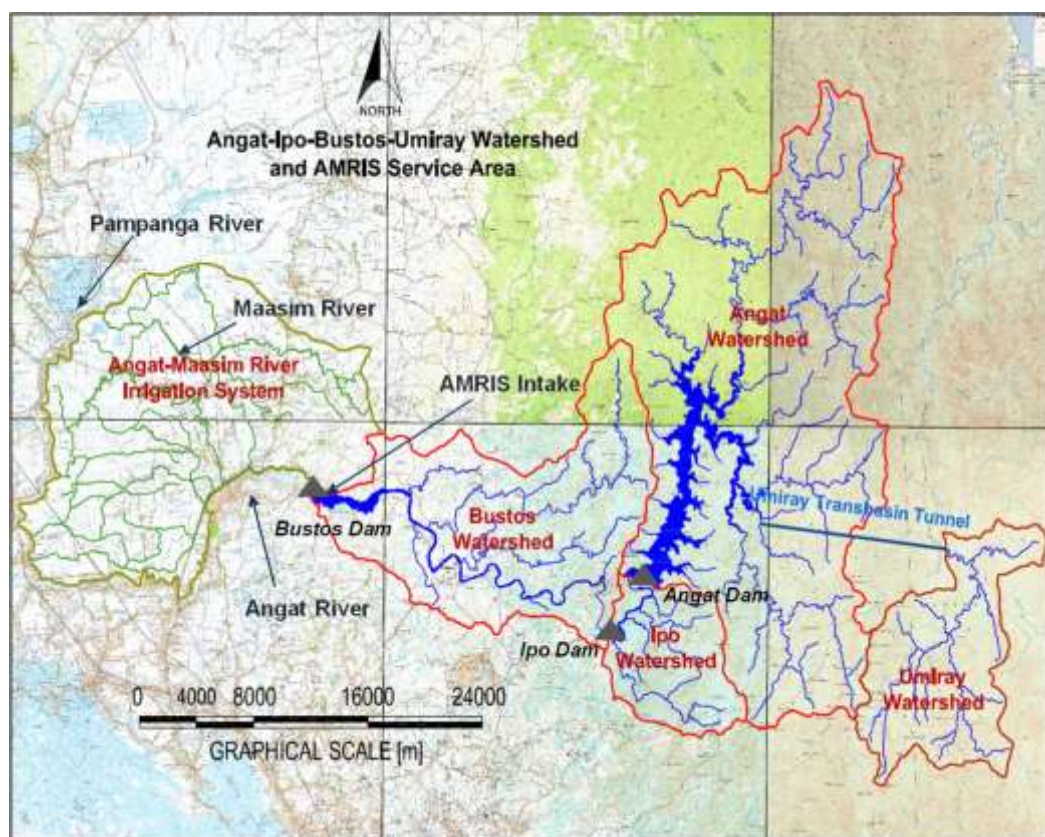 NORTH
Angat-Ipo-Bustos-Umiray Watershed
and AMRIS Service Area
Pampanga River
Maasim River
Angat-Maasim River
Irrigation System
AMRIS Intake
Angat
Watershed
Umiray Transbasin Tunnel
Bustos Dam
Bustos
Watershed
Angat River
Angat Dam
Ipo Dam
Ipo
Watershed
Umiray
Watershed
0 4000 8000 16000 24000
GRAPHICAL SCALE [m]